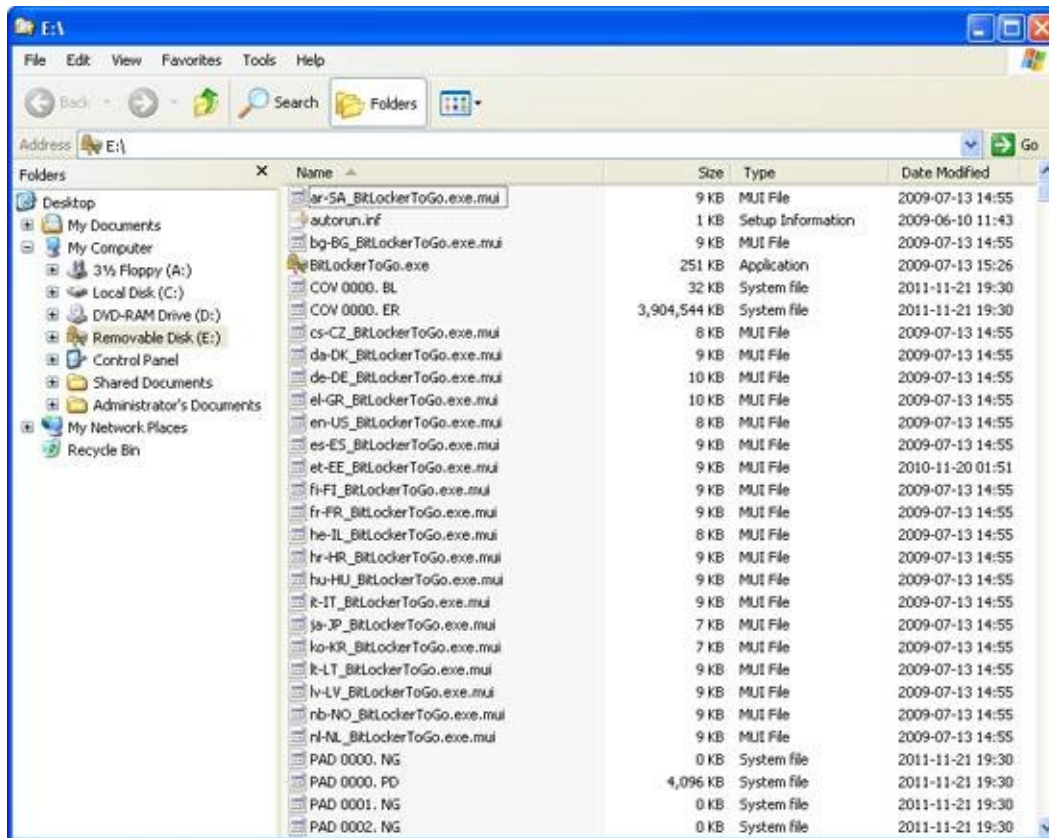 E:\
File Edit View Favorites Tools Help
Back Search Folders
Address E:\ Go
Folders
Desktop
My Documents
My Computer
3½ Floppy (A:)
Local Disk (C:)
DVD-RAM Drive (D:)
Removable Disk (E:)
Control Panel
Shared Documents
Administrator's Documents
My Network Places
Recycle Bin
Name Size Type Date Modified
ar-SA_BitLockerToGo.exe.mui 9 KB MUI File 2009-07-13 14:55
autorun.inf 1 KB Setup Information 2009-06-10 11:43
bg-BG_BitLockerToGo.exe.mui 9 KB MUI File 2009-07-13 14:55
BitLockerToGo.exe 251 KB Application 2009-07-13 15:26
COV 0000. BL 32 KB System file 2011-11-21 19:30
COV 0000. ER 3,904,544 KB System file 2011-11-21 19:30
cs-CZ_BitLockerToGo.exe.mui 8 KB MUI File 2009-07-13 14:55
da-DK_BitLockerToGo.exe.mui 9 KB MUI File 2009-07-13 14:55
de-DE_BitLockerToGo.exe.mui 10 KB MUI File 2009-07-13 14:55
el-GR_BitLockerToGo.exe.mui 10 KB MUI File 2009-07-13 14:55
en-US_BitLockerToGo.exe.mui 8 KB MUI File 2009-07-13 14:55
es-ES_BitLockerToGo.exe.mui 9 KB MUI File 2009-07-13 14:55
et-EE_BitLockerToGo.exe.mui 9 KB MUI File 2010-11-20 01:51
fi-FI_BitLockerToGo.exe.mui 9 KB MUI File 2009-07-13 14:55
fr-FR_BitLockerToGo.exe.mui 9 KB MUI File 2009-07-13 14:55
he-IL_BitLockerToGo.exe.mui 8 KB MUI File 2009-07-13 14:55
hr-HR_BitLockerToGo.exe.mui 9 KB MUI File 2009-07-13 14:55
hu-HU_BitLockerToGo.exe.mui 9 KB MUI File 2009-07-13 14:55
it-IT_BitLockerToGo.exe.mui 9 KB MUI File 2009-07-13 14:55
ja-JP_BitLockerToGo.exe.mui 7 KB MUI File 2009-07-13 14:55
ko-KR_BitLockerToGo.exe.mui 7 KB MUI File 2009-07-13 14:55
lt-LT_BitLockerToGo.exe.mui 9 KB MUI File 2009-07-13 14:55
lv-LV_BitLockerToGo.exe.mui 9 KB MUI File 2009-07-13 14:55
nb-NO_BitLockerToGo.exe.mui 9 KB MUI File 2009-07-13 14:55
nl-NL_BitLockerToGo.exe.mui 9 KB MUI File 2009-07-13 14:55
PAD 0000. NG 0 KB System file 2011-11-21 19:30
PAD 0000. PD 4,096 KB System file 2011-11-21 19:30
PAD 0001. NG 0 KB System file 2011-11-21 19:30
PAD 0002. NG 0 KB System file 2011-11-21 19:30